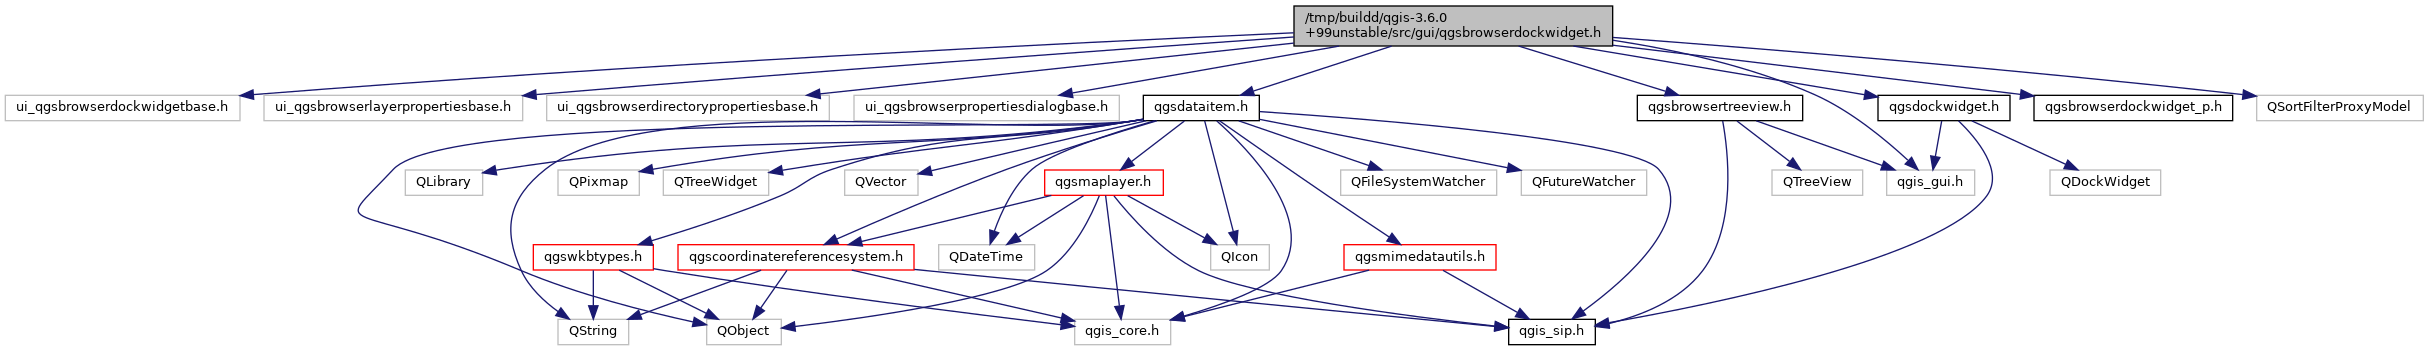 /tmp/buildd/qgis-3.6.0
+99unstable/src/gui/qgsbrowserdockwidget.h
ui_qgsbrowserdockwidgetbase.h
ui_qgsbrowserlayerpropertiesbase.h
ui_qgsbrowserdirectorypropertiesbase.h
ui_qgsbrowserpropertiesdialogbase.h
qgsdataitem.h
qgsbrowsertreeview.h
qgsdockwidget.h
qgsbrowserdockwidget_p.h
QSortFilterProxyModel
QLibrary
QPixmap
QTreeWidget
QVector
qgsmaplayer.h
QFileSystemWatcher
QFutureWatcher
QTreeView
qgis_gui.h
QDockWidget
qgswkbtypes.h
qgscoordinatereferencesystem.h
QDateTime
QIcon
qgsmimedatautils.h
QString
QObject
qgis_core.h
qgis_sip.h